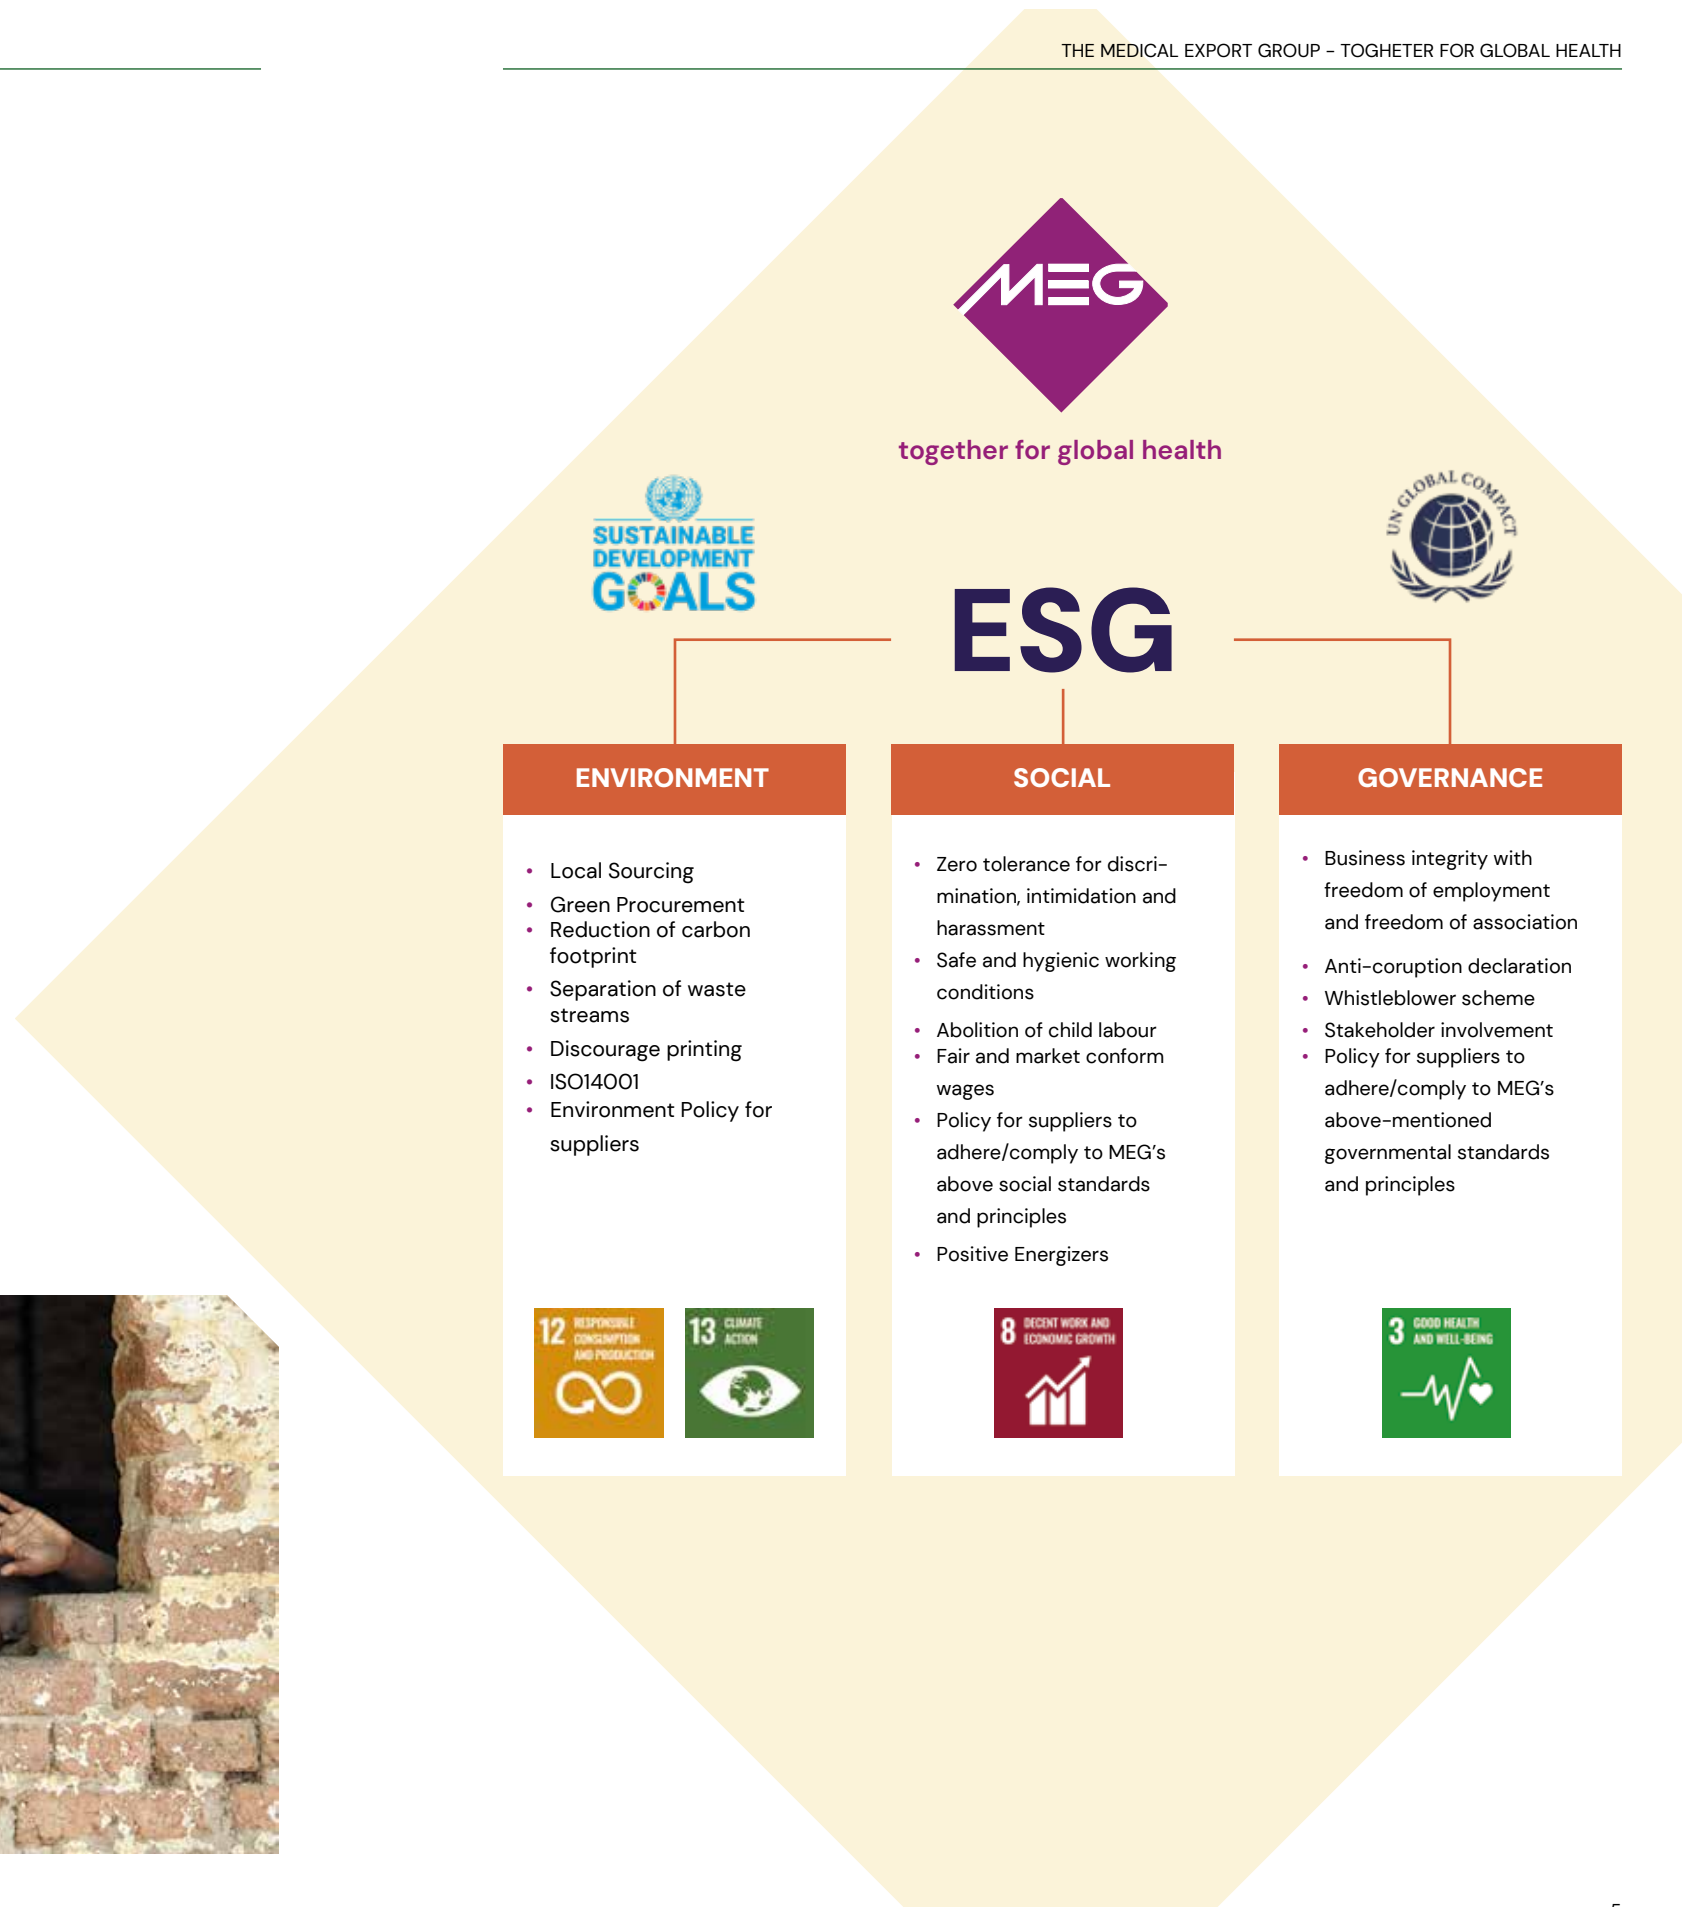 THE MEDICAL EXPORT GROUP - TOGHETER FOR GLOBAL HEALTH
MEG
together for global health
SUSTAINABLE
DEVELOPMENT
GOALS
UN GLOBAL COMPACT
ESG
ENVIRONMENT
• Local Sourcing
• Green Procurement
• Reduction of carbon
footprint
• Separation of waste
streams
• Discourage printing
• ISO14001
• Environment Policy for
suppliers
12 RESPONSIBLE
CONSUMPTION
AND PRODUCTION
13 CLIMATE
ACTION
SOCIAL
• Zero tolerance for discri-
mination, intimidation and
harassment
• Safe and hygienic working
conditions
• Abolition of child labour
• Fair and market conform
wages
• Policy for suppliers to
adhere/comply to MEG's
above social standards
and principles
• Positive Energizers
8 DECENT WORK AND
ECONOMIC GROWTH
GOVERNANCE
• Business integrity with
freedom of employment
and freedom of association
• Anti-coruption declaration
• Whistleblower scheme
• Stakeholder involvement
• Policy for suppliers to
adhere/comply to MEG's
above-mentioned
governmental standards
and principles
3 GOOD HEALTH
AND WELL-BEING